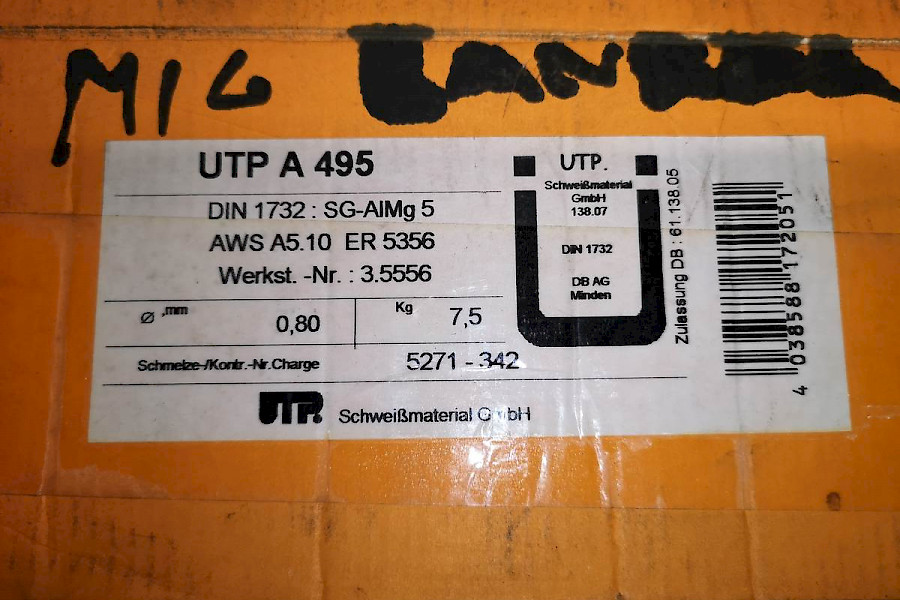 MIG
UTP A 495
DIN 1732 : SG-AlMg 5
AWS A5.10 ER 5356
Werkst. -Nr. : 3.5556
⌀ ,mm 0,80
Kg 7,5
Schmelze-/Kontr.-Nr.Charge 5271 - 342
UTP. Schweißmaterial GmbH
UTP.
Schweißmaterial
GmbH
138.07
DIN 1732
DB AG
Minden
Zulassung DB : 61.138.05
4 038588 172051